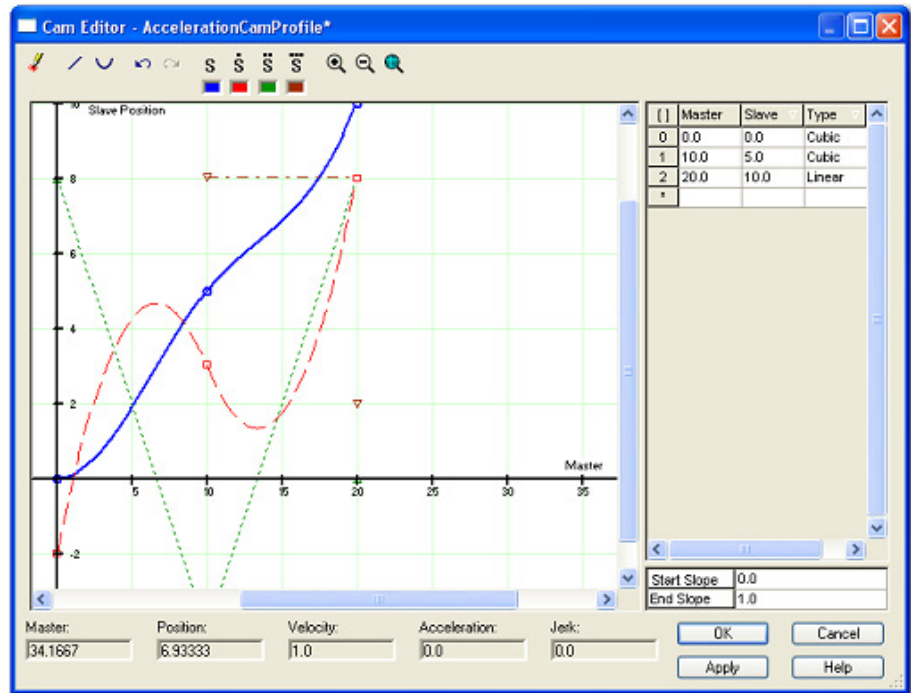 Cam Editor - AccelerationCamProfile*
S Ṡ S̈ S⃛
Slave Position
10
8
6
4
2
-2
5 10 15 20 25 30 35
Master
[ ] Master Slave Type
0 0.0 0.0 Cubic
1 10.0 5.0 Cubic
2 20.0 10.0 Linear
*
Start Slope 0.0
End Slope 1.0
Master: Position: Velocity: Acceleration: Jerk:
34.1667 6.93333 1.0 0.0 0.0
OK Cancel
Apply Help